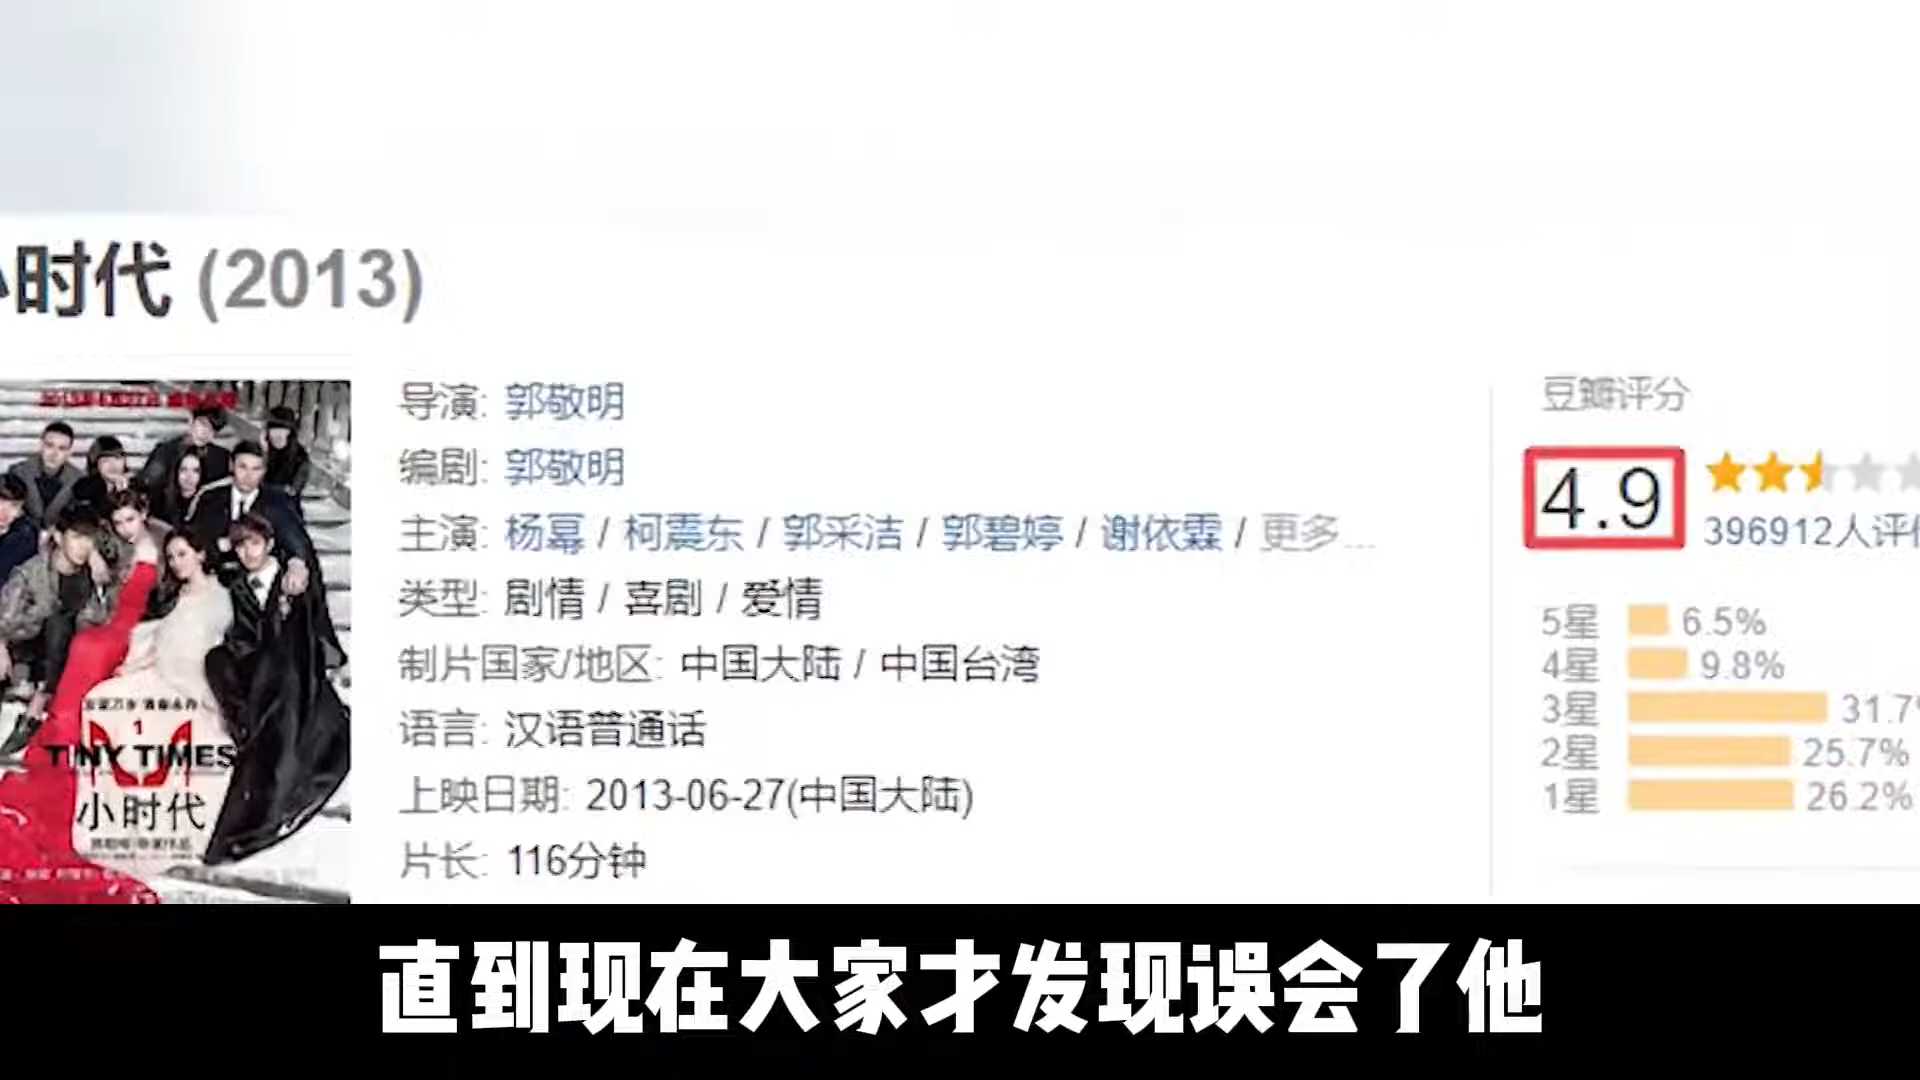 小时代 (2013)
导演: 郭敬明
编剧: 郭敬明
主演: 杨幂 / 柯震东 / 郭采洁 / 郭碧婷 / 谢依霖 / 更多...
类型: 剧情 / 喜剧 / 爱情
制片国家/地区: 中国大陆 / 中国台湾
语言: 汉语普通话
上映日期: 2013-06-27(中国大陆)
片长: 116分钟
豆瓣评分
4.9
396912人评价
5星 6.5%
4星 9.8%
3星 31.7%
2星 25.7%
1星 26.2%
1
TINY TIMES
小时代
直到现在大家才发现误会了他